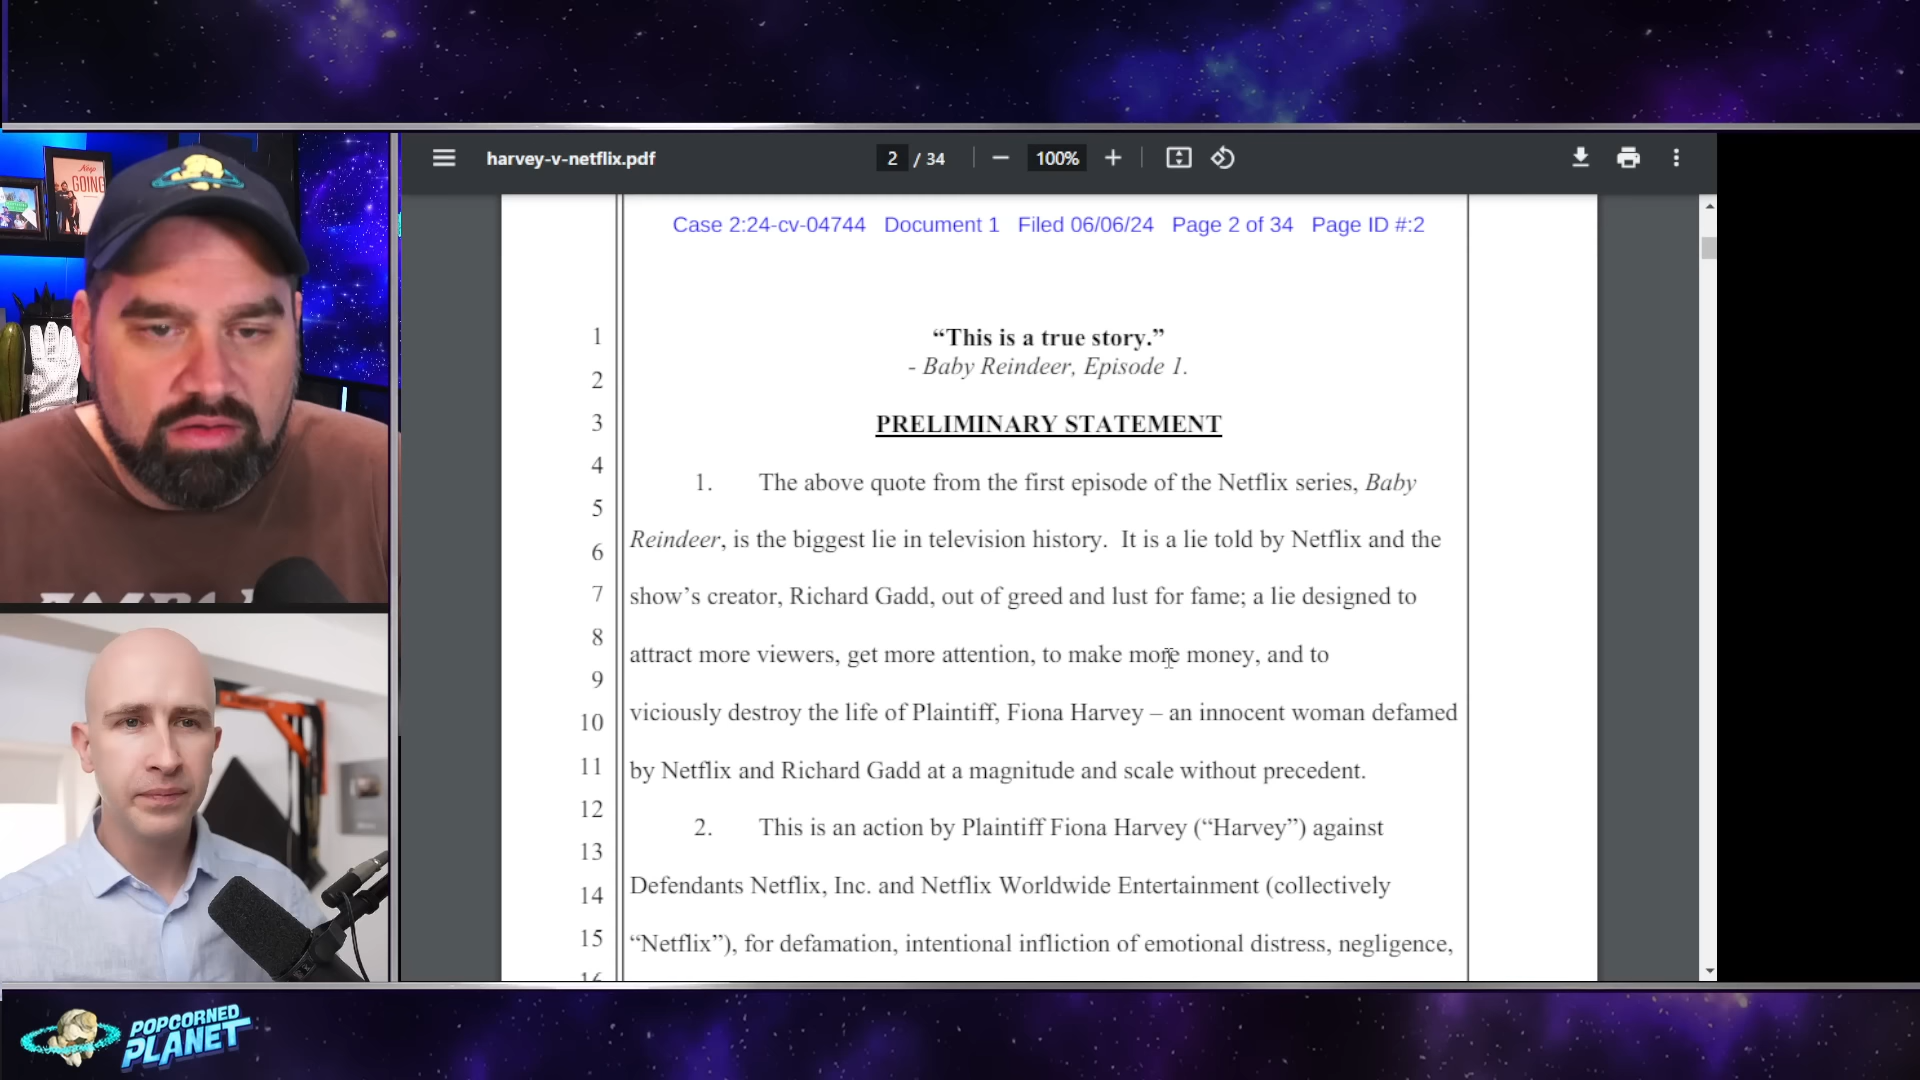 harvey-v-netflix.pdf
2 / 34
100%
Case 2:24-cv-04744 Document 1 Filed 06/06/24 Page 2 of 34 Page ID #:2
1
“This is a true story.”
2
- Baby Reindeer, Episode 1.
3
PRELIMINARY STATEMENT
4
1. The above quote from the first episode of the Netflix series, Baby
5
6
Reindeer, is the biggest lie in television history. It is a lie told by Netflix and the
7
show’s creator, Richard Gadd, out of greed and lust for fame; a lie designed to
8
attract more viewers, get more attention, to make more money, and to
9
10
viciously destroy the life of Plaintiff, Fiona Harvey – an innocent woman defamed
11
by Netflix and Richard Gadd at a magnitude and scale without precedent.
12
2. This is an action by Plaintiff Fiona Harvey (“Harvey”) against
13
14
Defendants Netflix, Inc. and Netflix Worldwide Entertainment (collectively
15
“Netflix”), for defamation, intentional infliction of emotional distress, negligence,
GOING
POPCORNED
PLANET